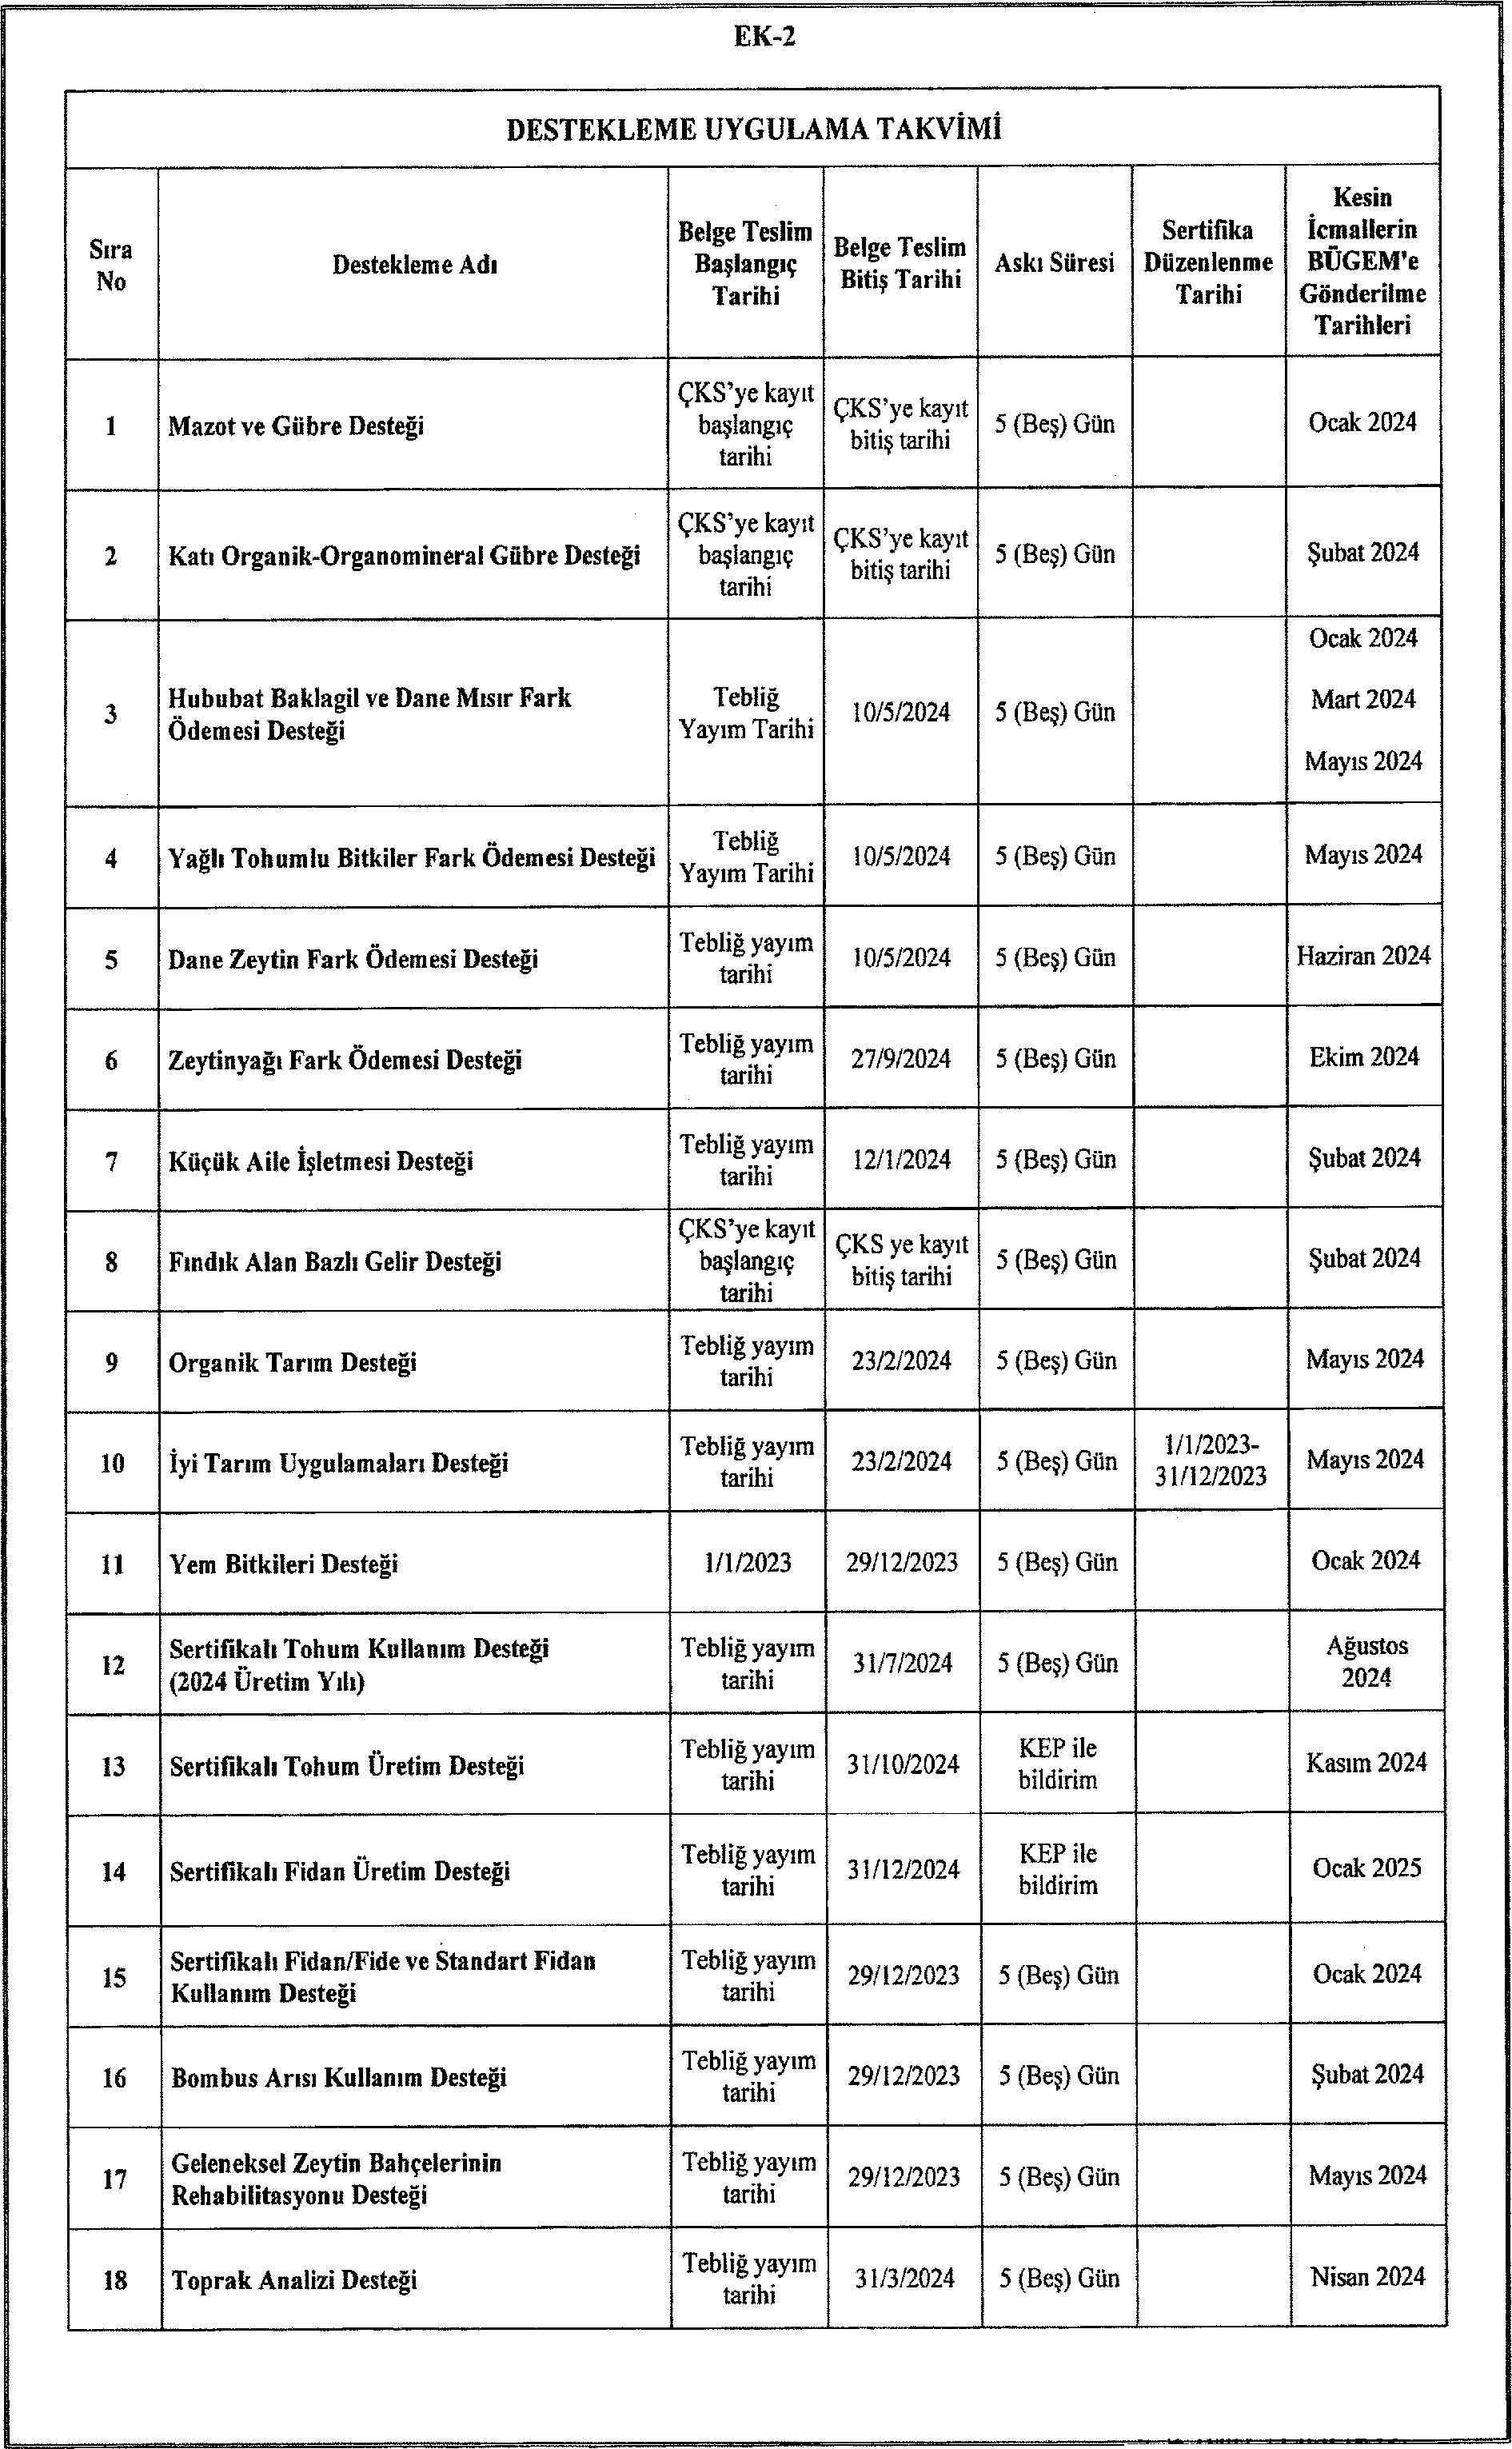 EK-2
DESTEKLEME UYGULAMA TAKVİMİ
Sıra
No
Destekleme Adı
Belge Teslim
Başlangıç
Tarihi
Belge Teslim
Bitiş Tarihi
Askı Süresi
Sertifika
Düzenlenme
Tarihi
Kesin
İcmallerin
BÜGEM'e
Gönderilme
Tarihleri
1
Mazot ve Gübre Desteği
ÇKS'ye kayıt
başlangıç
tarihi
ÇKS'ye kayıt
bitiş tarihi
5 (Beş) Gün
Ocak 2024
2
Katı Organik-Organomineral Gübre Desteği
ÇKS'ye kayıt
başlangıç
tarihi
ÇKS'ye kayıt
bitiş tarihi
5 (Beş) Gün
Şubat 2024
3
Hububat Baklagil ve Dane Mısır Fark
Ödemesi Desteği
Tebliğ
Yayım Tarihi
10/5/2024
5 (Beş) Gün
Ocak 2024
Mart 2024
Mayıs 2024
4
Yağlı Tohumlu Bitkiler Fark Ödemesi Desteği
Tebliğ
Yayım Tarihi
10/5/2024
5 (Beş) Gün
Mayıs 2024
5
Dane Zeytin Fark Ödemesi Desteği
Tebliğ yayım
tarihi
10/5/2024
5 (Beş) Gün
Haziran 2024
6
Zeytinyağı Fark Ödemesi Desteği
Tebliğ yayım
tarihi
27/9/2024
5 (Beş) Gün
Ekim 2024
7
Küçük Aile İşletmesi Desteği
Tebliğ yayım
tarihi
12/1/2024
5 (Beş) Gün
Şubat 2024
8
Fındık Alan Bazlı Gelir Desteği
ÇKS'ye kayıt
başlangıç
tarihi
ÇKS ye kayıt
bitiş tarihi
5 (Beş) Gün
Şubat 2024
9
Organik Tarım Desteği
Tebliğ yayım
tarihi
23/2/2024
5 (Beş) Gün
Mayıs 2024
10
İyi Tarım Uygulamaları Desteği
Tebliğ yayım
tarihi
23/2/2024
5 (Beş) Gün
1/1/2023-
31/12/2023
Mayıs 2024
11
Yem Bitkileri Desteği
1/1/2023
29/12/2023
5 (Beş) Gün
Ocak 2024
12
Sertifikalı Tohum Kullanım Desteği
(2024 Üretim Yılı)
Tebliğ yayım
tarihi
31/7/2024
5 (Beş) Gün
Ağustos
2024
13
Sertifikalı Tohum Üretim Desteği
Tebliğ yayım
tarihi
31/10/2024
KEP ile
bildirim
Kasım 2024
14
Sertifikalı Fidan Üretim Desteği
Tebliğ yayım
tarihi
31/12/2024
KEP ile
bildirim
Ocak 2025
15
Sertifikalı Fidan/Fide ve Standart Fidan
Kullanım Desteği
Tebliğ yayım
tarihi
29/12/2023
5 (Beş) Gün
Ocak 2024
16
Bombus Arısı Kullanım Desteği
Tebliğ yayım
tarihi
29/12/2023
5 (Beş) Gün
Şubat 2024
17
Geleneksel Zeytin Bahçelerinin
Rehabilitasyonu Desteği
Tebliğ yayım
tarihi
29/12/2023
5 (Beş) Gün
Mayıs 2024
18
Toprak Analizi Desteği
Tebliğ yayım
tarihi
31/3/2024
5 (Beş) Gün
Nisan 2024